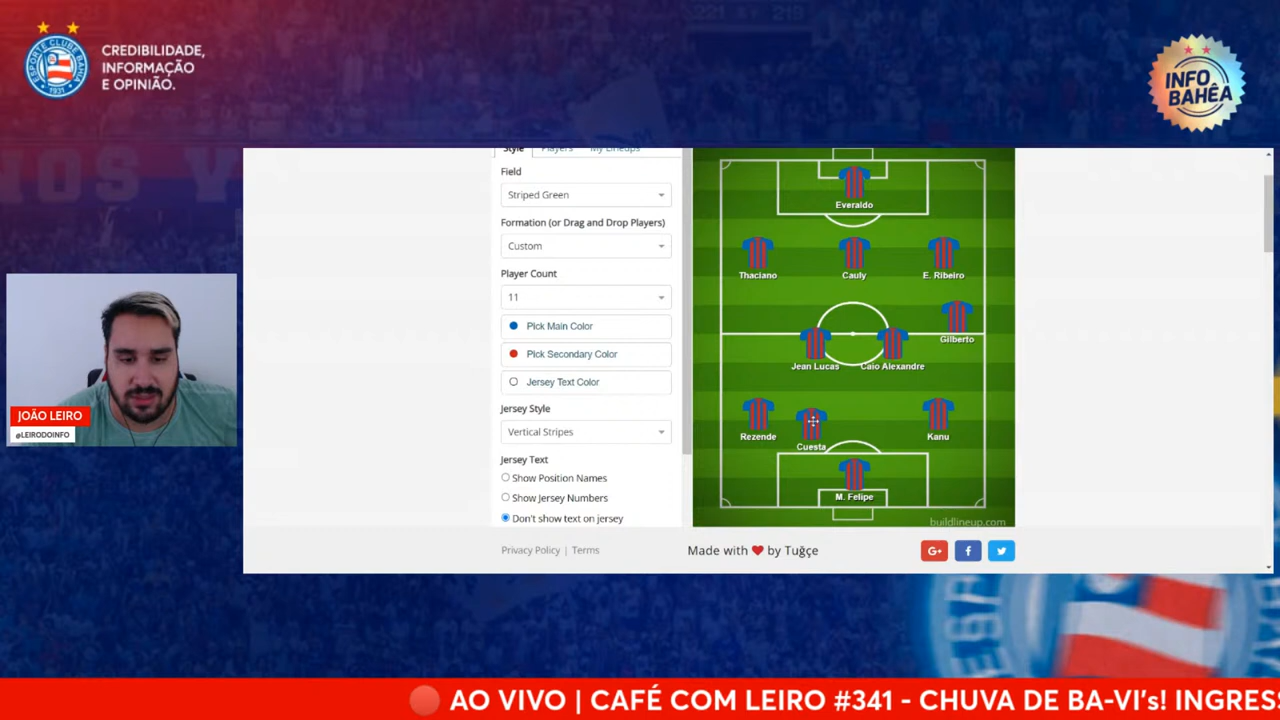 ESPORTE CLUBE BAHIA
1931
CREDIBILIDADE,
INFORMAÇÃO
E OPINIÃO.
INFO
BAHÊA
Style Players My Lineups
Field
Striped Green
Formation (or Drag and Drop Players)
Custom
Player Count
11
Pick Main Color
Pick Secondary Color
Jersey Text Color
Jersey Style
Vertical Stripes
Jersey Text
Show Position Names
Show Jersey Numbers
Don't show text on jersey
Everaldo
Thaciano Cauly E. Ribeiro
Gilberto
Jean Lucas Caio Alexandre
Rezende Kanu
Cuesta
M. Felipe
buildlineup.com
Privacy Policy | Terms
Made with ❤ by Tuğçe
G+ f
JOÃO LEIRO
@LEIRODOINFO
AO VIVO | CAFÉ COM LEIRO #341 - CHUVA DE BA-VI's! INGRES